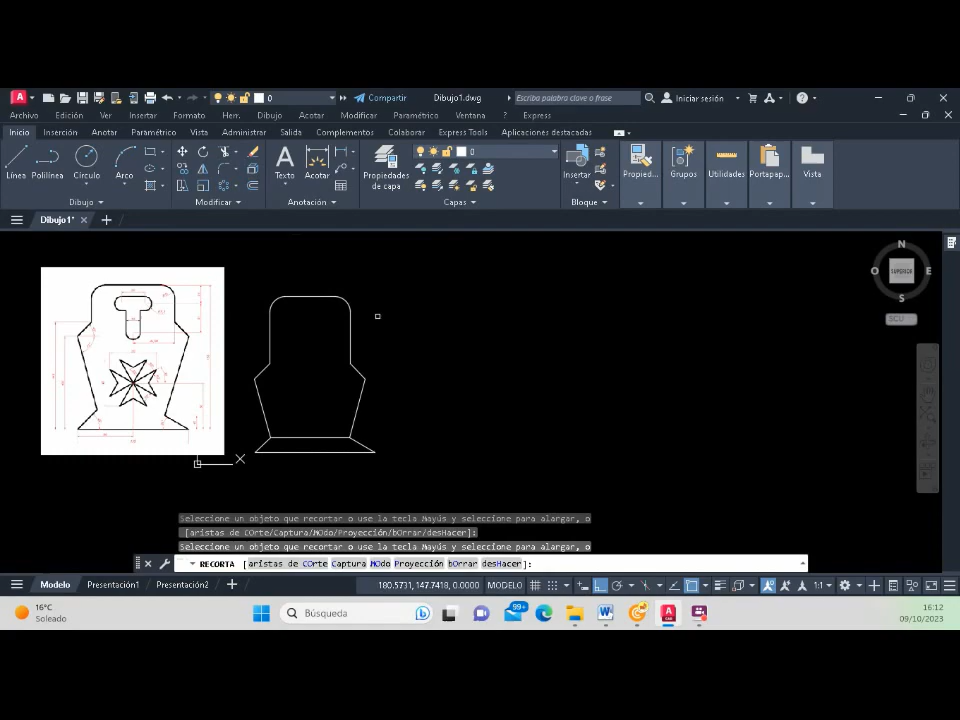 Compartir
Dibujo1.dwg
Escriba palabra clave o frase
Iniciar sesión
Archivo Edición Ver Insertar Formato Herr. Dibujo Acotar Modificar Paramétrico Ventana ? Express
Inicio Inserción Anotar Paramétrico Vista Administrar Salida Complementos Colaborar Express Tools Aplicaciones destacadas
0
Línea Polilínea Círculo Arco Texto Acotar Propiedades de capa Insertar Propied... Grupos Utilidades Portapap... Vista
Dibujo Modificar Anotación Capas Bloque
Dibujo1*
N
O SUPERIOR E
S
SCU
Seleccione un objeto que recortar o use la tecla Mayús y seleccione para alargar, o
[aristas de COrte/Captura/MOdo/Proyección/bOrrar/desHacer]:
Seleccione un objeto que recortar o use la tecla Mayús y seleccione para alargar, o
RECORTA [aristas de COrte Captura MOdo Proyección bOrrar desHacer]:
Modelo Presentación1 Presentación2 + 180.5731, 147.7418, 0.0000 MODELO 1:1
16°C
Soleado
Búsqueda
99+
16:12
09/10/2023